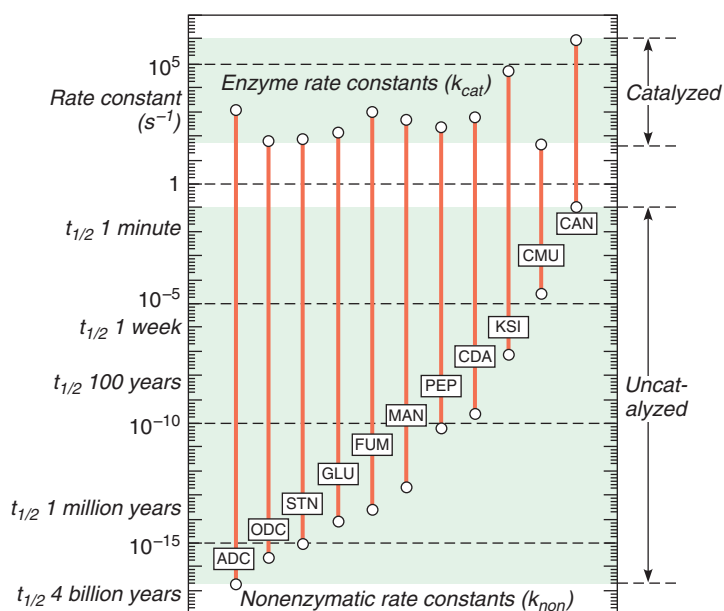 10^5
Enzyme rate constants (k_cat)
Rate constant
(s^−1)
Catalyzed
1
t_1/2 1 minute
CAN
CMU
10^−5
t_1/2 1 week
KSI
CDA
t_1/2 100 years
PEP
Uncat-
alyzed
MAN
10^−10
FUM
GLU
t_1/2 1 million years
STN
ODC
10^−15
ADC
t_1/2 4 billion years
Nonenzymatic rate constants (k_non)